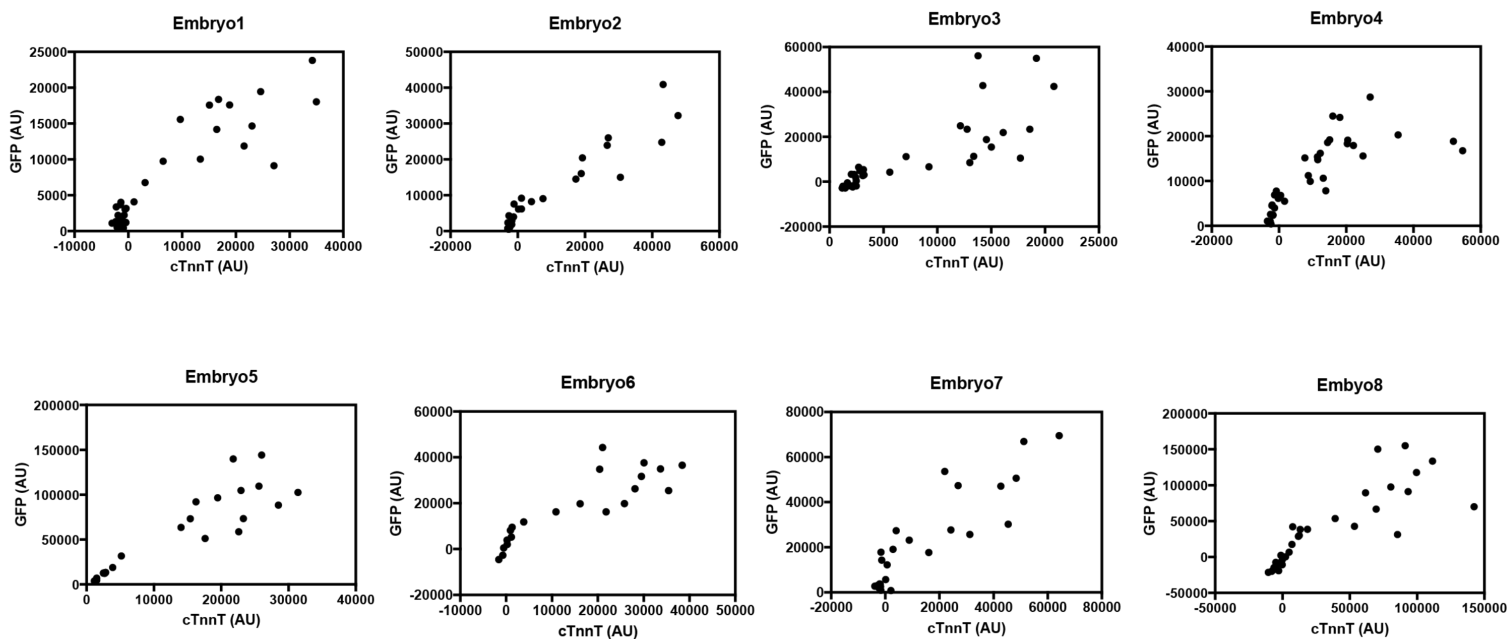 Embryo1
25000
20000
15000
10000
5000
0
-10000 0 10000 20000 30000 40000
GFP (AU)
cTnnT (AU)
Embryo2
50000
40000
30000
20000
10000
0
-20000 0 20000 40000 60000
GFP (AU)
cTnnT (AU)
Embryo3
60000
40000
20000
0
-20000
0 5000 10000 15000 20000 25000
GFP (AU)
cTnnT (AU)
Embryo4
40000
30000
20000
10000
0
-20000 0 20000 40000 60000
GFP (AU)
cTnnT (AU)
Embryo5
200000
150000
100000
50000
0
0 10000 20000 30000 40000
GFP (AU)
cTnnT (AU)
Embryo6
60000
40000
20000
0
-20000
-10000 0 10000 20000 30000 40000 50000
GFP (AU)
cTnnT (AU)
Embryo7
80000
60000
40000
20000
0
-20000 0 20000 40000 60000 80000
GFP (AU)
cTnnT (AU)
Embyo8
200000
150000
100000
50000
0
-50000
-50000 0 50000 100000 150000
GFP (AU)
cTnnT (AU)